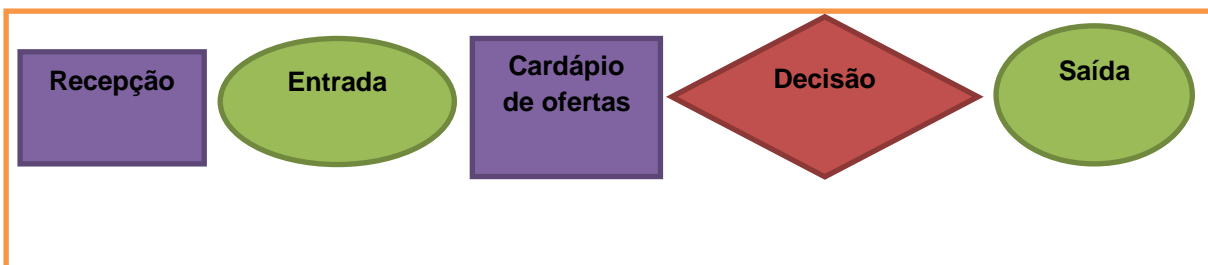 Recepção
Entrada
Cardápio
de ofertas
Decisão
Saída